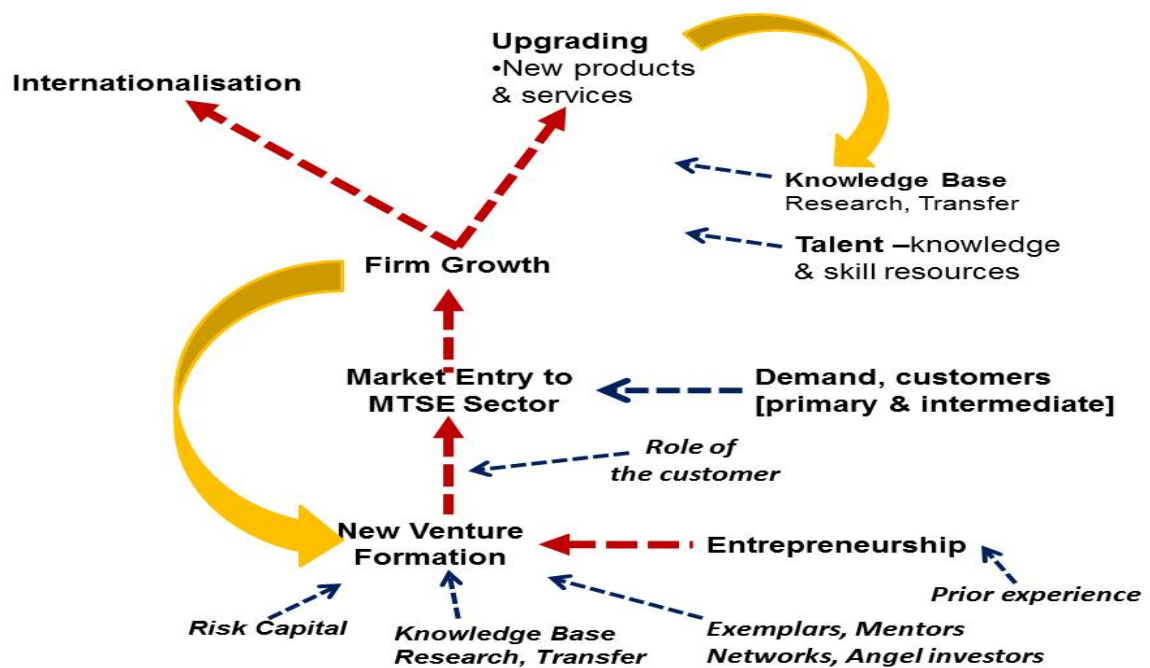 Upgrading
•New products
& services
Internationalisation
Knowledge Base
Research, Transfer
Talent –knowledge
& skill resources
Firm Growth
Market Entry to
MTSE Sector
Demand, customers
[primary & intermediate]
Role of
the customer
New Venture
Formation
Entrepreneurship
Prior experience
Risk Capital
Knowledge Base
Research, Transfer
Exemplars, Mentors
Networks, Angel investors